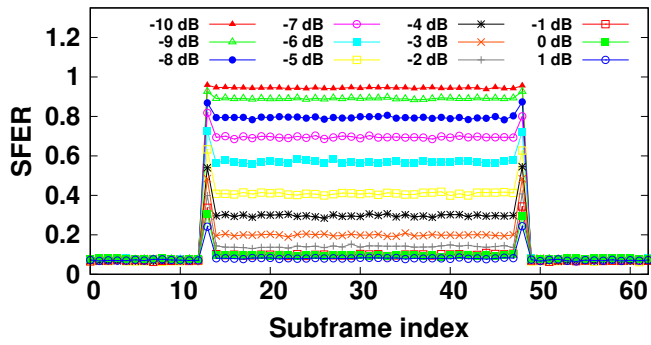 -10 dB -7 dB -4 dB -1 dB
-9 dB -6 dB -3 dB 0 dB
-8 dB -5 dB -2 dB 1 dB
1.2
1
0.8
0.6
0.4
0.2
0
SFER
0 10 20 30 40 50 60
Subframe index